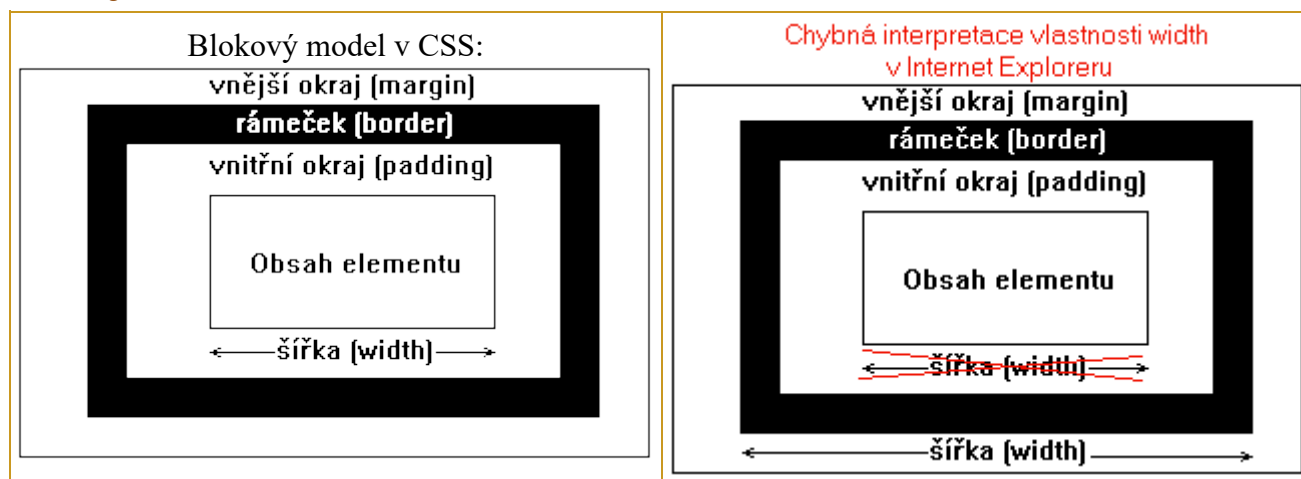 Blokový model v CSS:
vnější okraj (margin)
rámeček (border)
vnitřní okraj (padding)
Obsah elementu
šířka (width)
Chybná interpretace vlastnosti width
v Internet Exploreru
vnější okraj (margin)
rámeček (border)
vnitřní okraj (padding)
Obsah elementu
šířka (width)
šířka (width)